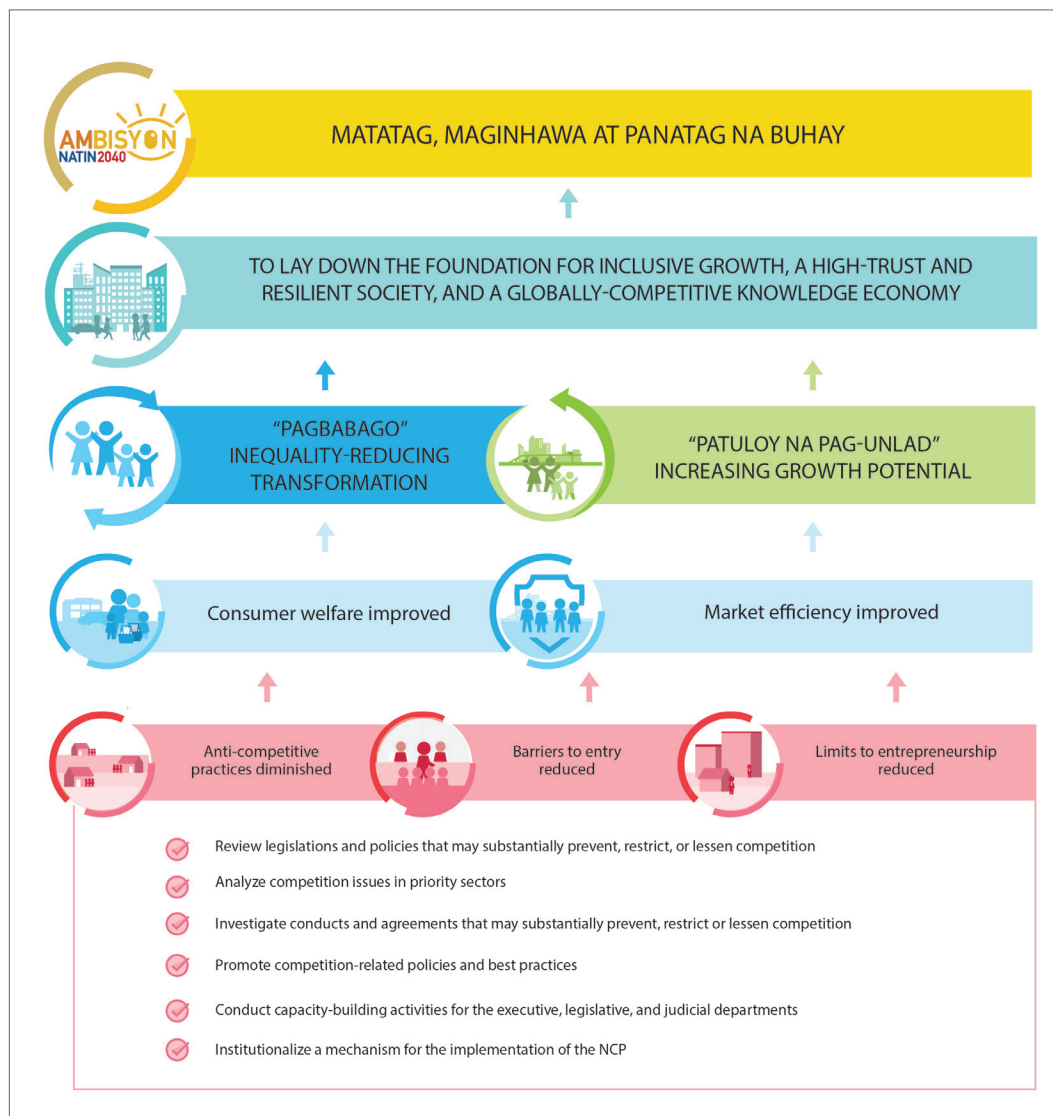 AMBISYON
NATIN2040
MATATAG, MAGINHAWA AT PANATAG NA BUHAY
TO LAY DOWN THE FOUNDATION FOR INCLUSIVE GROWTH, A HIGH-TRUST AND
RESILIENT SOCIETY, AND A GLOBALLY-COMPETITIVE KNOWLEDGE ECONOMY
“PAGBABAGO”
INEQUALITY-REDUCING
TRANSFORMATION
“PATULOY NA PAG-UNLAD”
INCREASING GROWTH POTENTIAL
Consumer welfare improved
Market efficiency improved
Anti-competitive
practices diminished
Barriers to entry
reduced
Limits to entrepreneurship
reduced
Review legislations and policies that may substantially prevent, restrict, or lessen competition
Analyze competition issues in priority sectors
Investigate conducts and agreements that may substantially prevent, restrict or lessen competition
Promote competition-related policies and best practices
Conduct capacity-building activities for the executive, legislative, and judicial departments
Institutionalize a mechanism for the implementation of the NCP